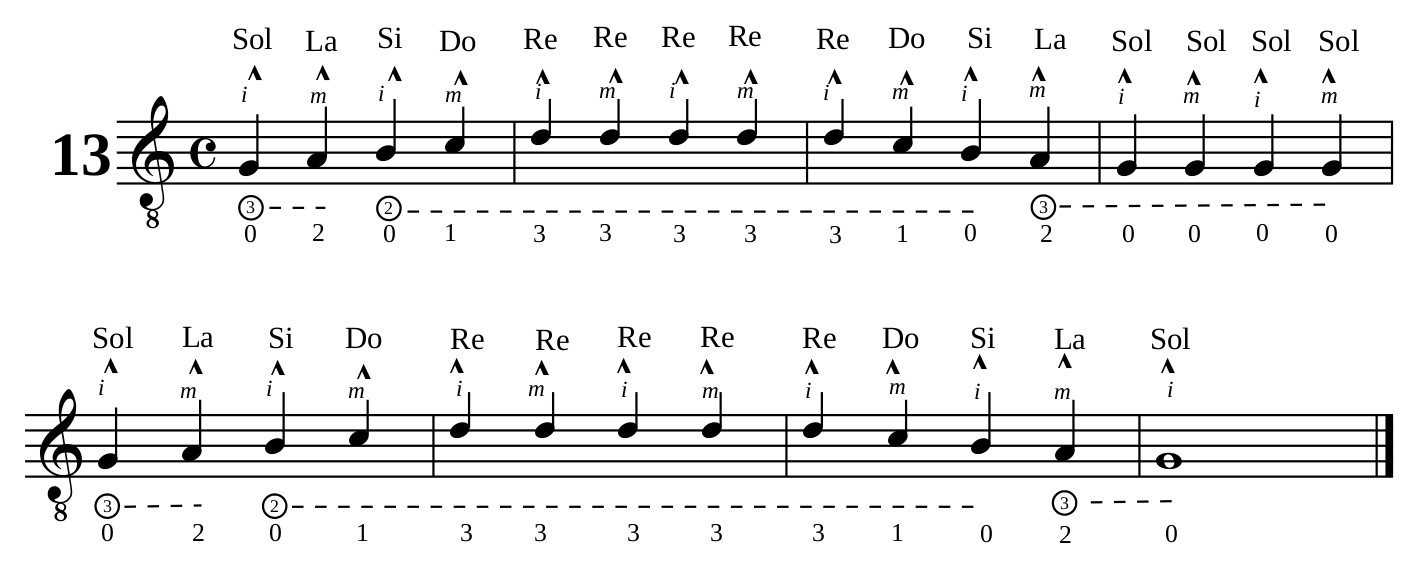 Sol La Si Do Re Re Re Re Re Do Si La Sol Sol Sol Sol
i m i m i m i m i m i m i m i m
13
8
3 2 3
0 2 0 1 3 3 3 3 3 1 0 2 0 0 0 0
Sol La Si Do Re Re Re Re Re Do Si La Sol
i m i m i m i m i m i m i
8
3 2 3
0 2 0 1 3 3 3 3 3 1 0 2 0